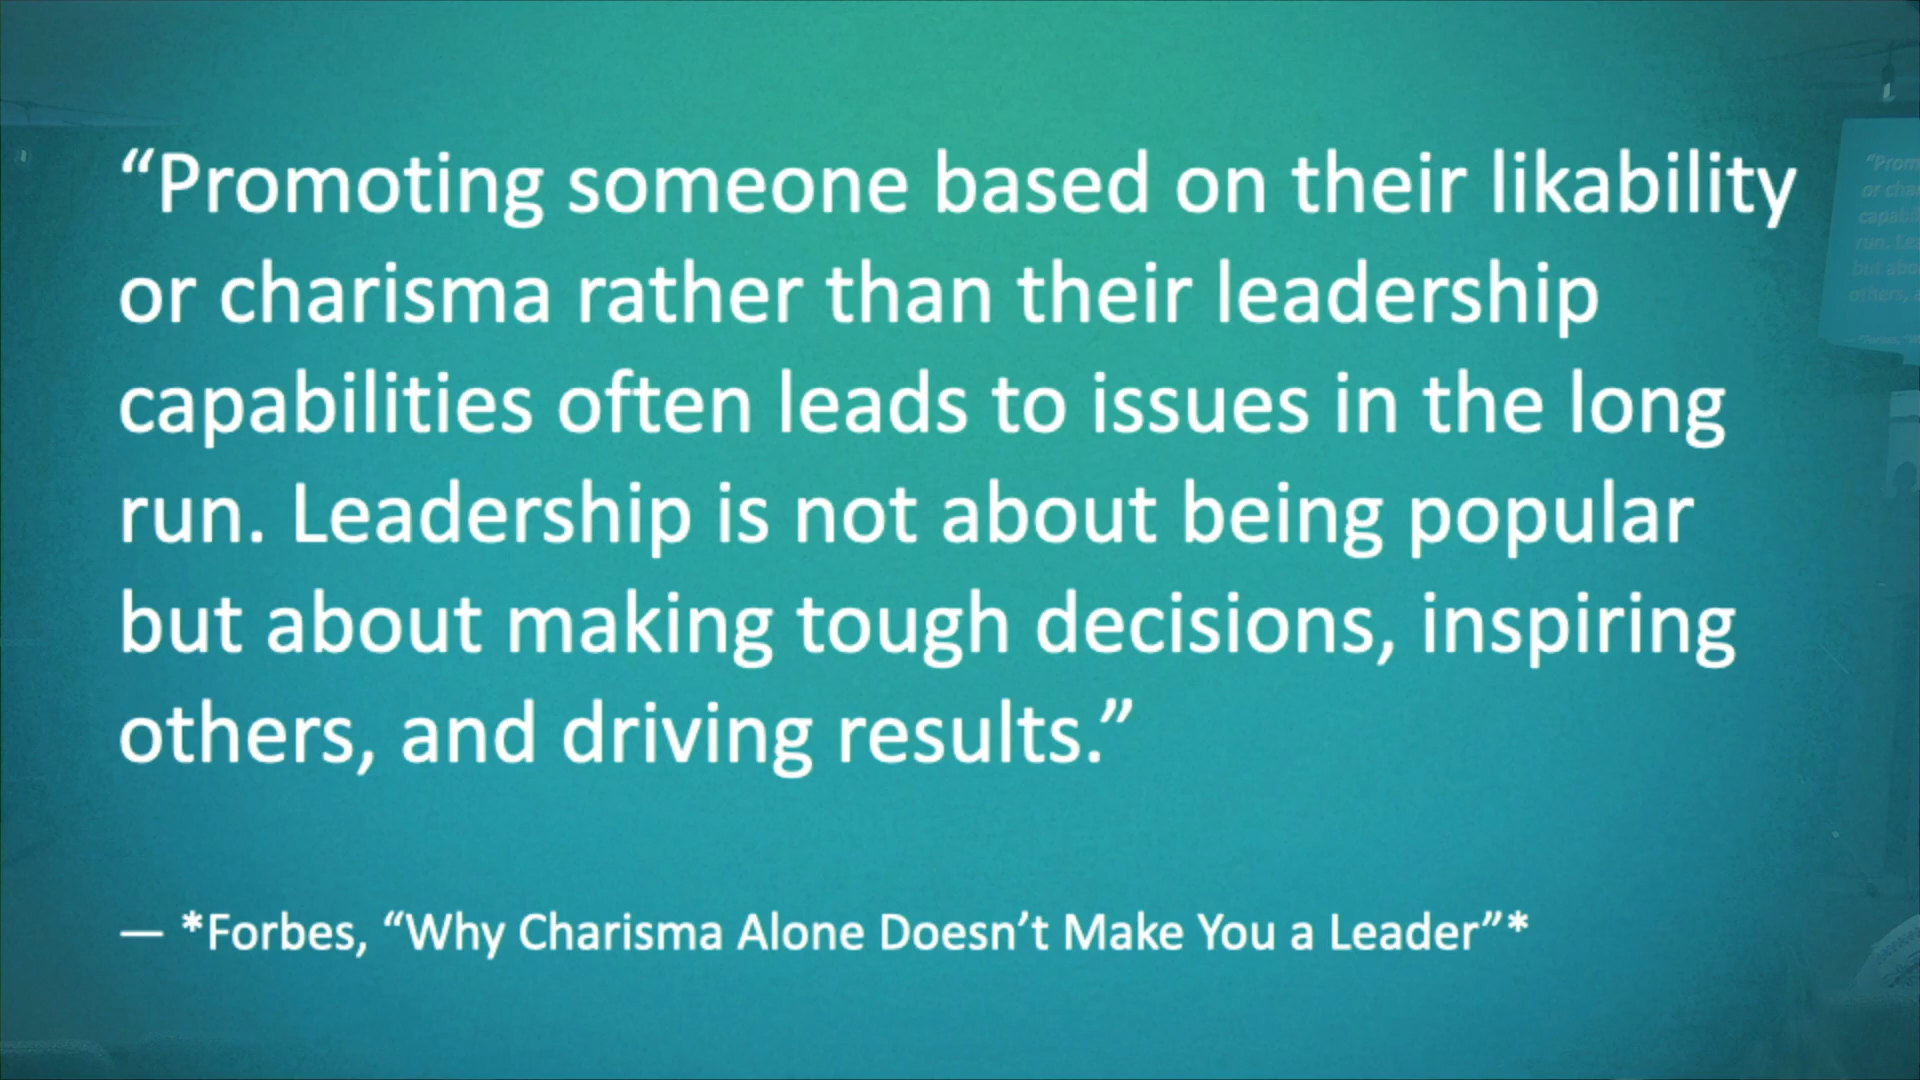 “Promoting someone based on their likability
or charisma rather than their leadership
capabilities often leads to issues in the long
run. Leadership is not about being popular
but about making tough decisions, inspiring
others, and driving results.”
— *Forbes, “Why Charisma Alone Doesn’t Make You a Leader”*